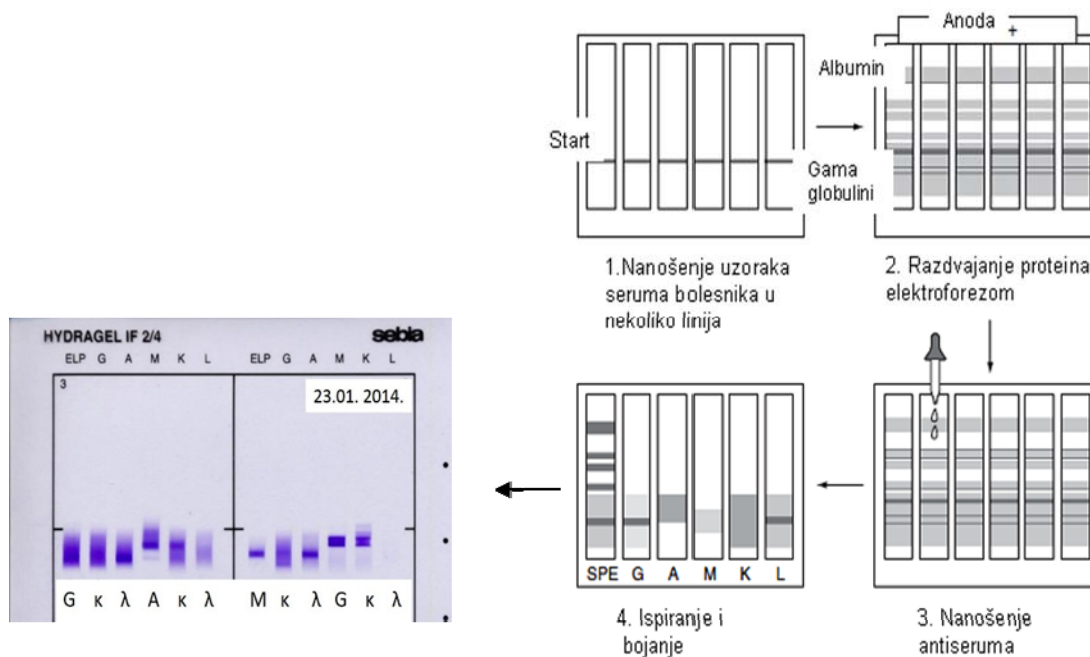 Anoda +
Albumin
Start
Gama
globulini
1.Nanošenje uzoraka
seruma bolesnika u
nekoliko linija
2. Razdvajanje proteina
elektroforezom
HYDRAGEL IF 2/4 sebia
ELP G A M K L ELP G A M K L
3
23.01. 2014.
G κ λ A κ λ M κ λ G κ λ
SPE G A M K L
4. Ispiranje i
bojanje
3. Nanošenje
antiseruma